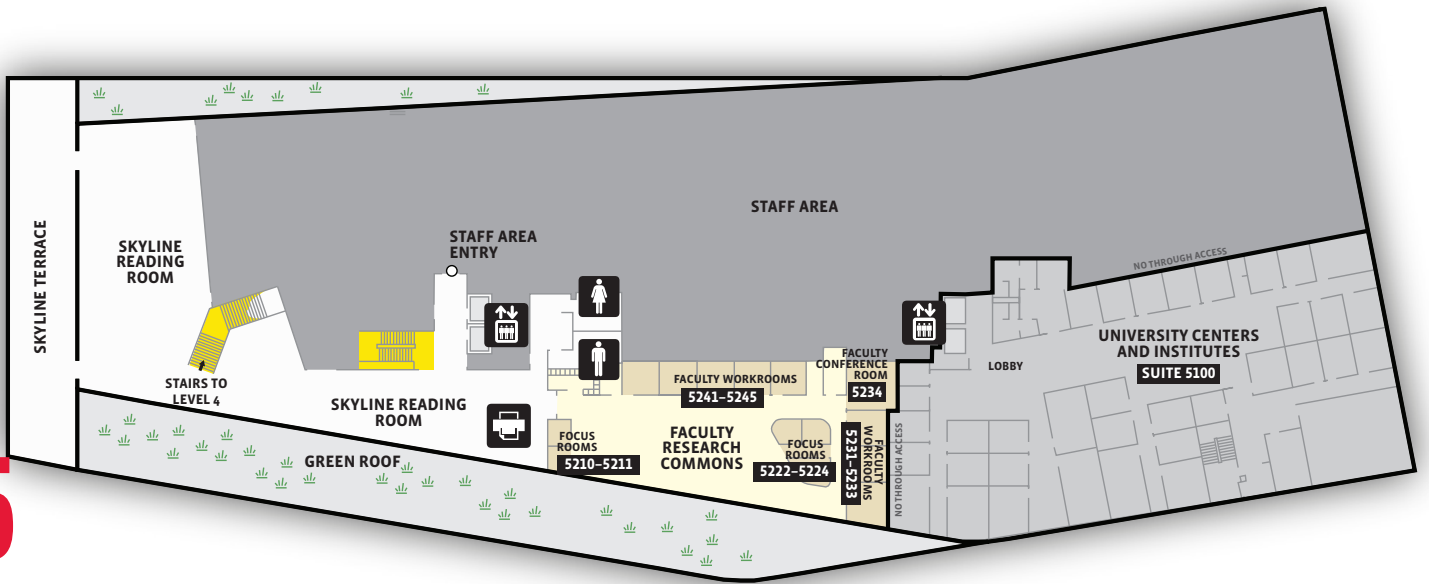 SKYLINE TERRACE
SKYLINE
READING
ROOM
STAIRS TO
LEVEL 4
STAFF AREA
ENTRY
STAFF AREA
SKYLINE READING
ROOM
GREEN ROOF
FOCUS
ROOMS
5210–5211
FACULTY WORKROOMS
5241–5245
FACULTY
RESEARCH
COMMONS
FOCUS
ROOMS
5222–5224
FACULTY
CONFERENCE
ROOM
5234
FACULTY
WORKROOMS
5231–5233
NO THROUGH ACCESS
LOBBY
NO THROUGH ACCESS
UNIVERSITY CENTERS
AND INSTITUTES
SUITE 5100